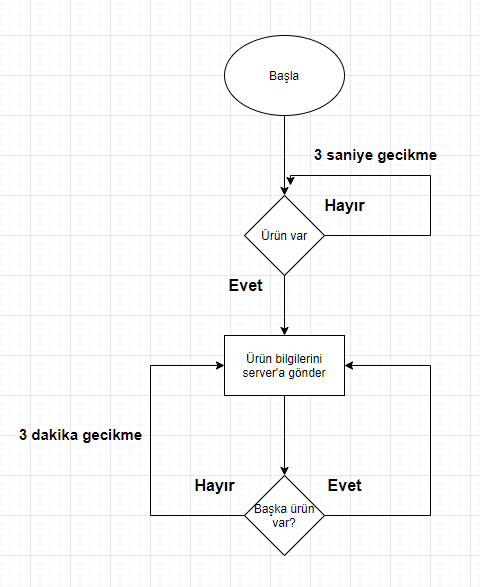 Başla
3 saniye gecikme
Hayır
Ürün var
Evet
Ürün bilgilerini
server'a gönder
3 dakika gecikme
Hayır
Evet
Başka ürün
var?